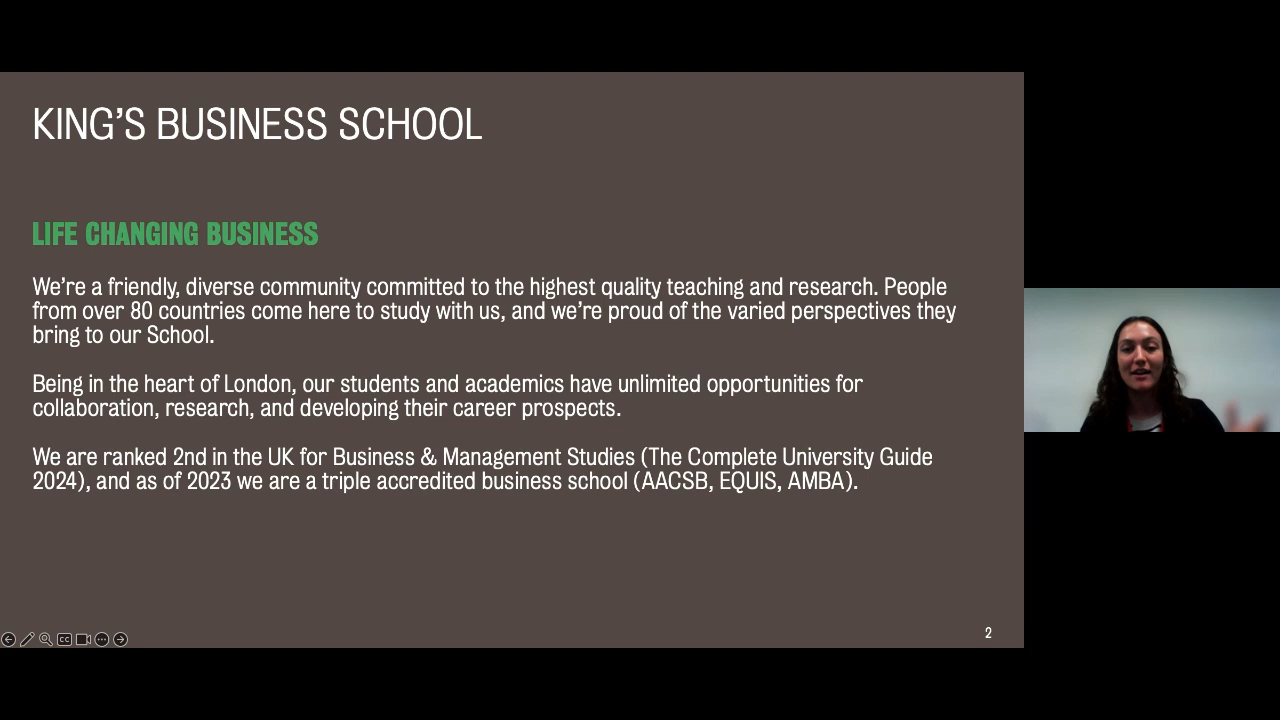 KING'S BUSINESS SCHOOL
LIFE CHANGING BUSINESS
We're a friendly, diverse community committed to the highest quality teaching and research. People
from over 80 countries come here to study with us, and we're proud of the varied perspectives they
bring to our School.
Being in the heart of London, our students and academics have unlimited opportunities for
collaboration, research, and developing their career prospects.
We are ranked 2nd in the UK for Business & Management Studies (The Complete University Guide
2024), and as of 2023 we are a triple accredited business school (AACSB, EQUIS, AMBA).
CC
2